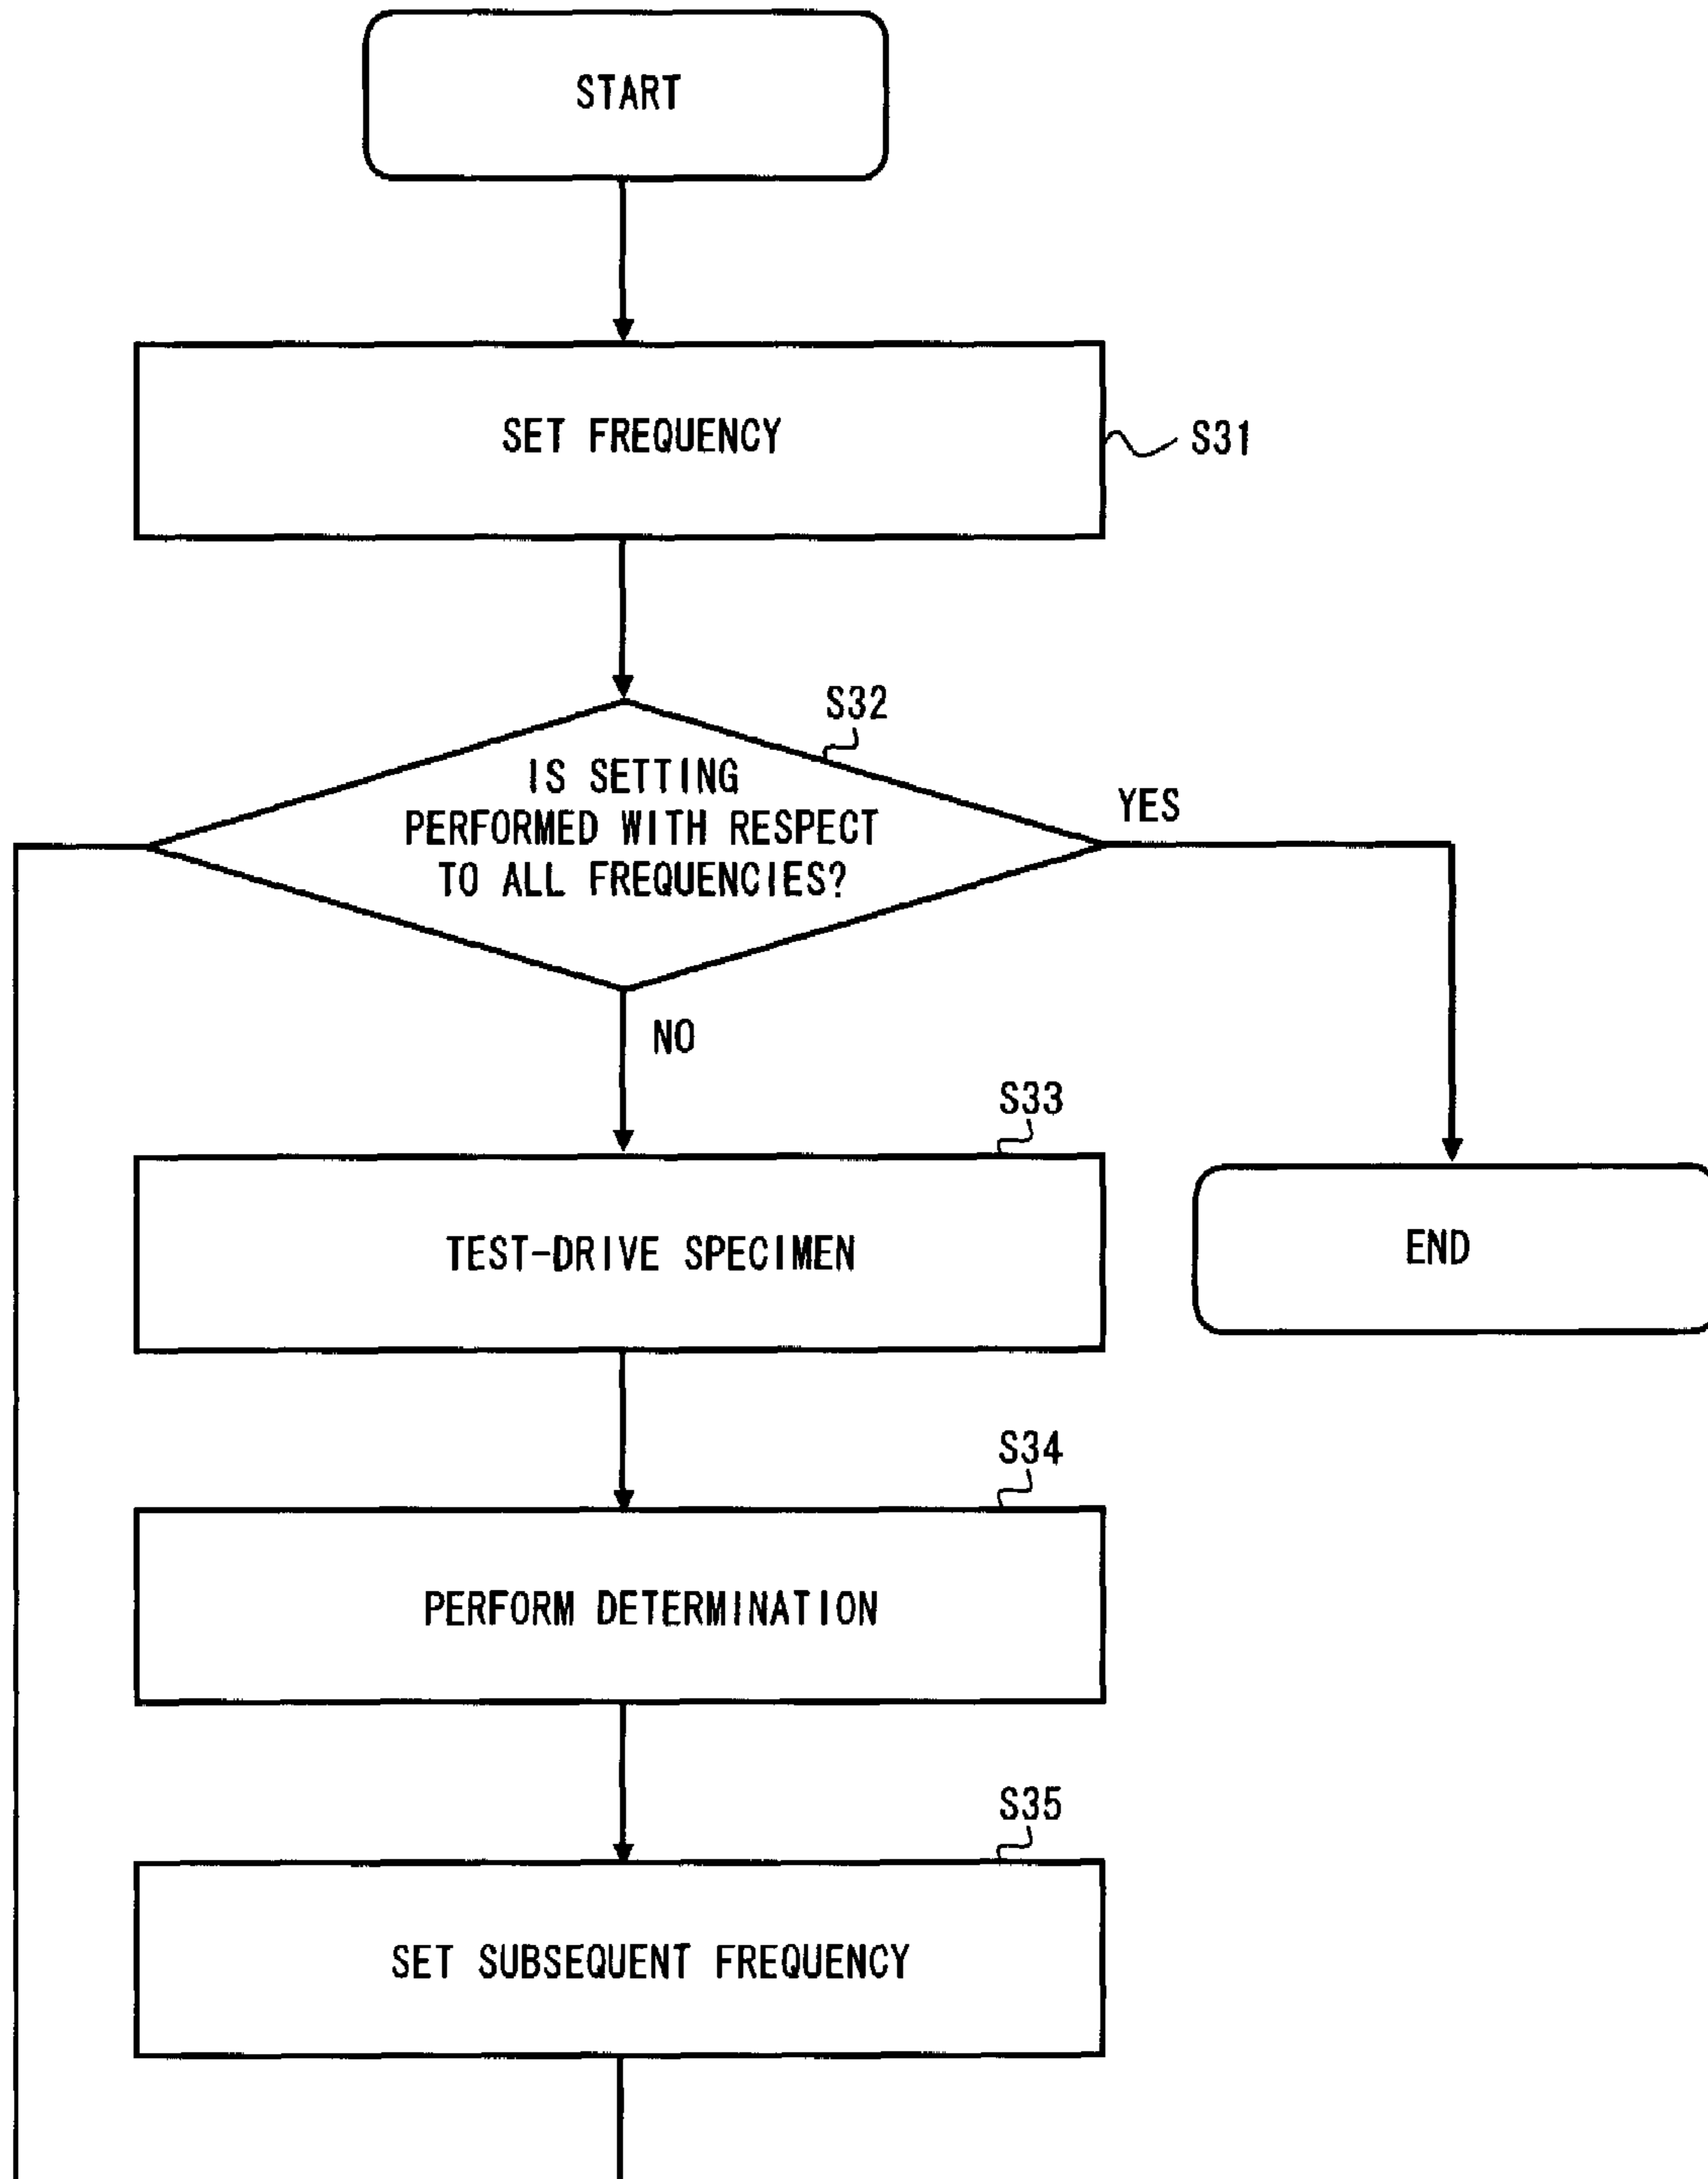 START
SET FREQUENCY
S31
S32
IS SETTING
PERFORMED WITH RESPECT
TO ALL FREQUENCIES?
YES
NO
S33
TEST-DRIVE SPECIMEN
END
S34
PERFORM DETERMINATION
S35
SET SUBSEQUENT FREQUENCY